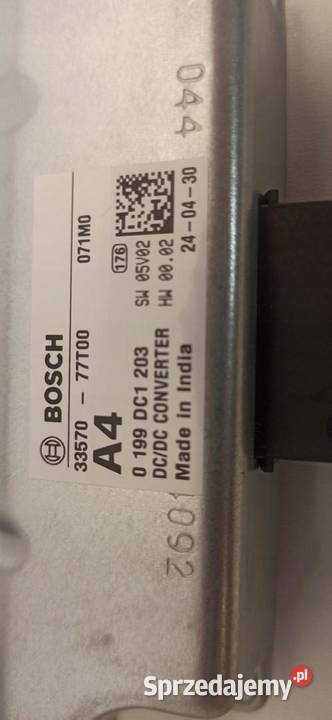 044
BOSCH
33570 - 77T00 071M0
A4
176
0 199 DC1 203 SW 05V02
DC/DC CONVERTER HW 00.02
Made in India 24-04-30
092
Sprzedajemy.pl